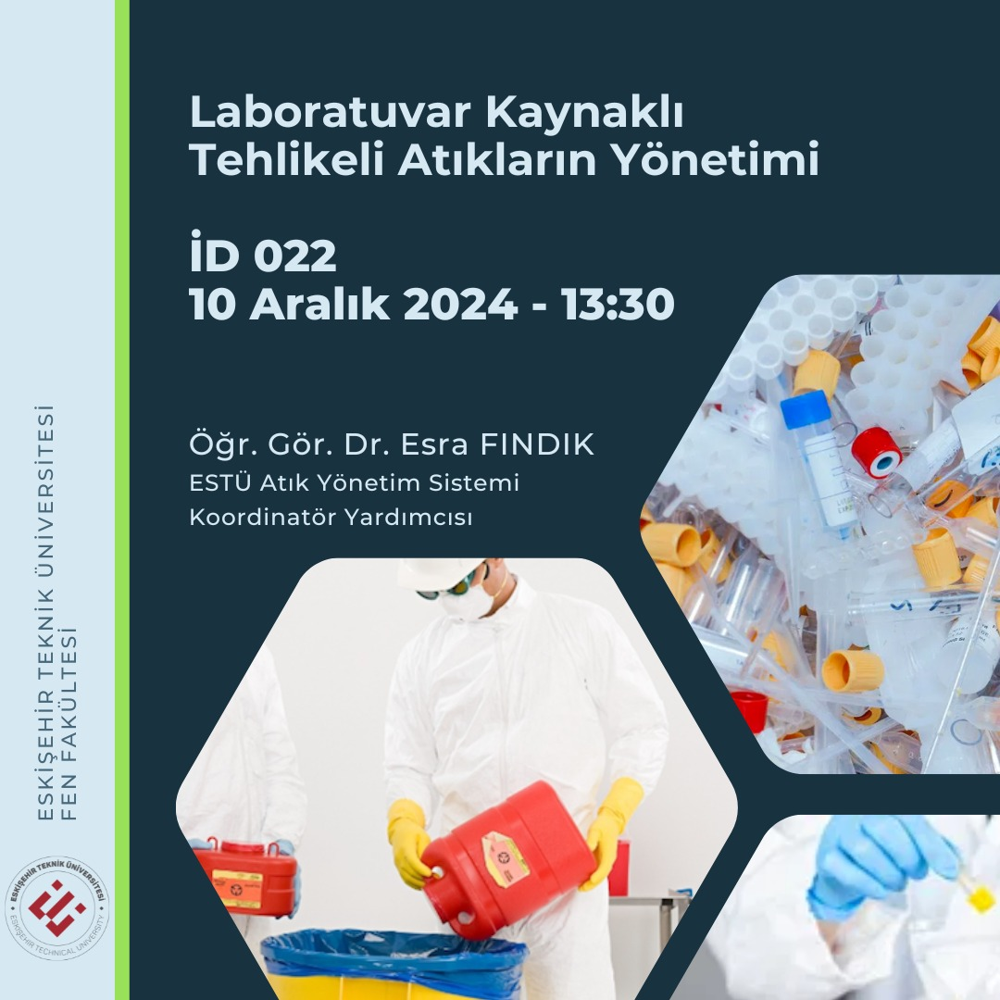 Laboratuvar Kaynaklı
Tehlikeli Atıkların Yönetimi
İD 022
10 Aralık 2024 - 13:30
Öğr. Gör. Dr. Esra FINDIK
ESTÜ Atık Yönetim Sistemi
Koordinatör Yardımcısı
ESKİŞEHİR TEKNİK ÜNİVERSİTESİ
FEN FAKÜLTESİ
ESKİŞEHİR TEKNİK ÜNİVERSİTESİ
ESKİŞEHİR TECHNICAL UNIVERSITY